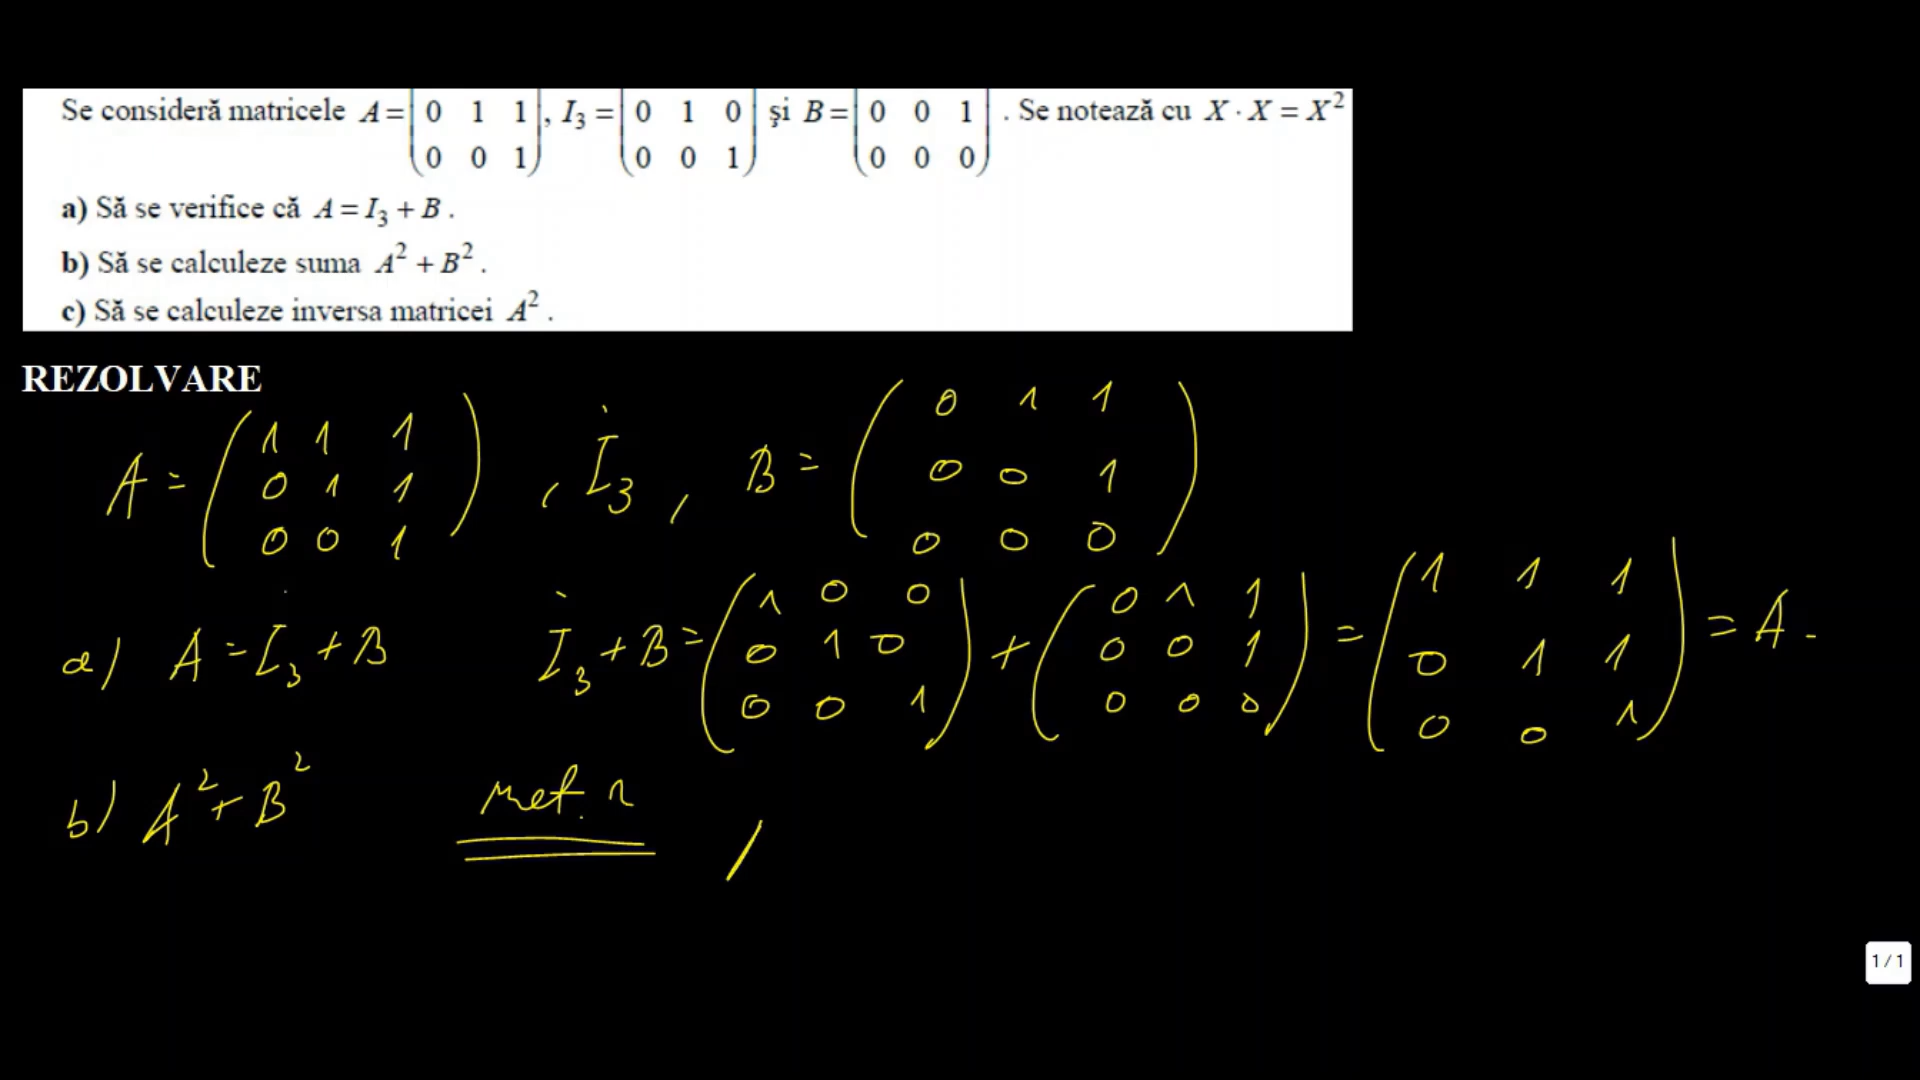 Se consideră matricele A = ( 0 1 1 , I₃ = ( 0 1 0 şi B = ( 0 0 1 . Se notează cu X · X = X²
0 0 1 ) 0 0 1 ) 0 0 0 )
a) Să se verifice că A = I₃ + B .
b) Să se calculeze suma A² + B² .
c) Să se calculeze inversa matricei A² .
REZOLVARE
A = ( 1 1 1 ; 0 1 1 ; 0 0 1 ) , I₃ , B = ( 0 1 1 ; 0 0 1 ; 0 0 0 )
a) A = I₃ + B I₃ + B = ( 1 0 0 ; 0 1 0 ; 0 0 1 ) + ( 0 1 1 ; 0 0 1 ; 0 0 0 ) = ( 1 1 1 ; 0 1 1 ; 0 0 1 ) = A .
b) A² + B² met. 1
1 / 1